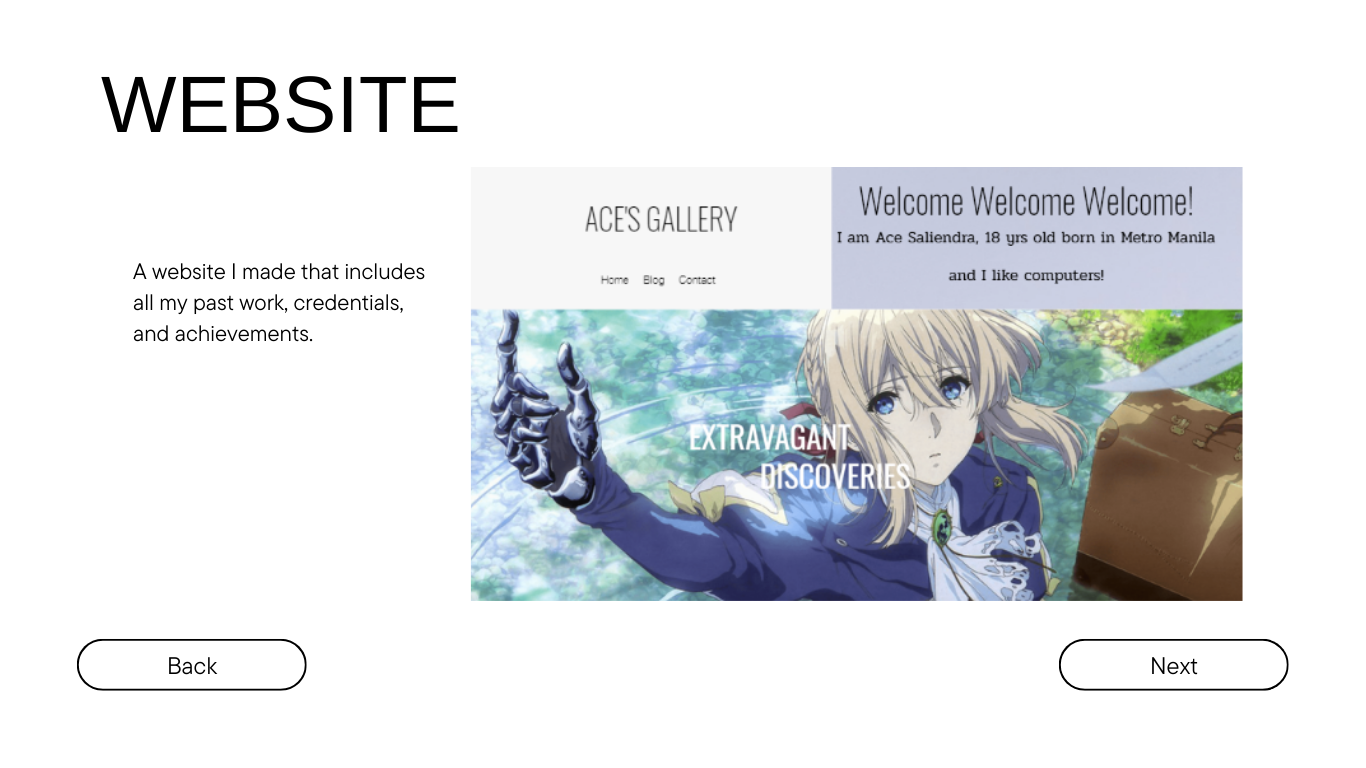 WEBSITE
A website I made that includes
all my past work, credentials,
and achievements.
ACE'S GALLERY
Home Blog Contact
Welcome Welcome Welcome!
I am Ace Saliendra, 18 yrs old born in Metro Manila
and I like computers!
EXTRAVAGANT
DISCOVERIES
Back
Next